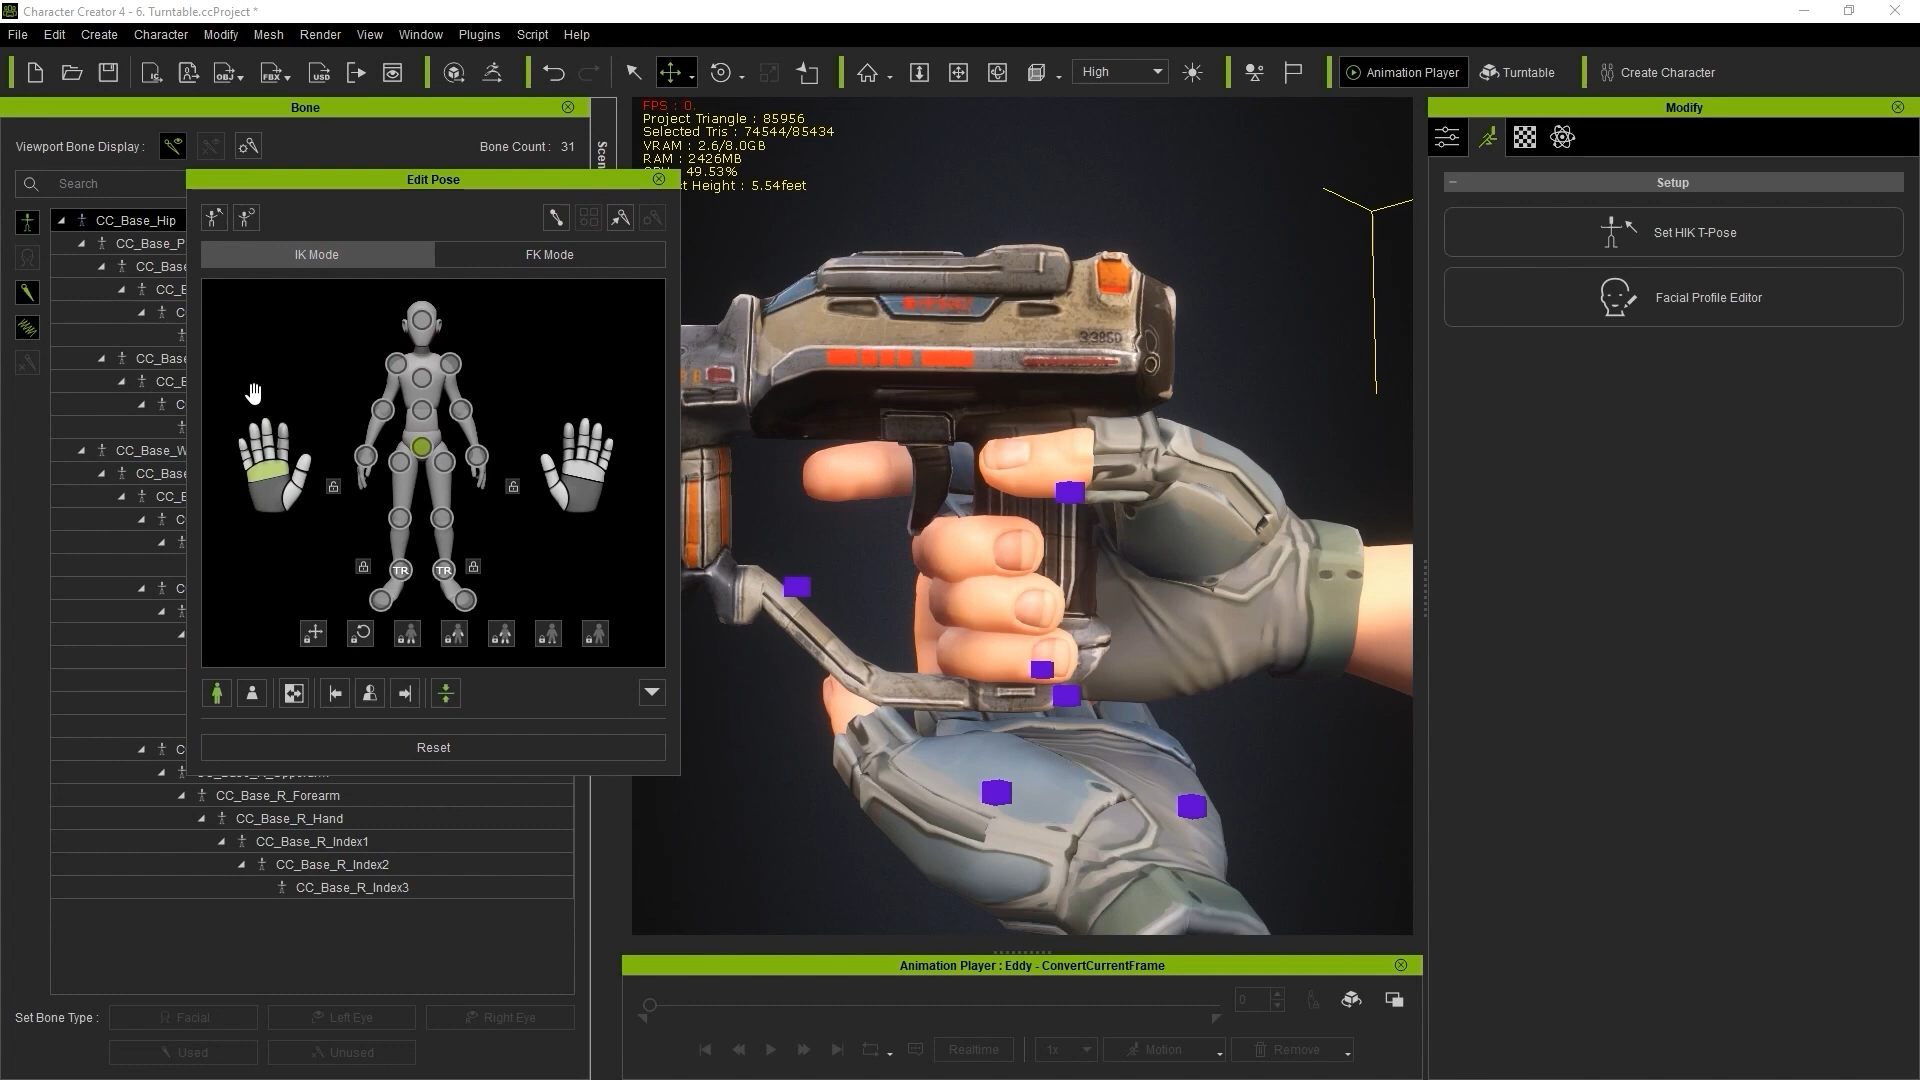 Character Creator 4 - 6. Turntable.ccProject *
File Edit Create Character Modify Mesh Render View Window Plugins Script Help
High
Animation Player
Turntable
Create Character
Bone
Viewport Bone Display :
Bone Count : 31
Search
CC_Base_Hip
CC_Base_P
CC_Base
CC_E
C
CC_Base
CC_E
C
CC_Base_W
CC_Base
CC_E
C
C
C
CC_Base_R_Forearm
CC_Base_R_Hand
CC_Base_R_Index1
CC_Base_R_Index2
CC_Base_R_Index3
Set Bone Type :
Facial
Left Eye
Right Eye
Used
Unused
Scen
Edit Pose
IK Mode
FK Mode
TR TR
Reset
FPS : 0.
Project Triangle : 85956
Selected Tris : 74544/85434
VRAM : 2.6/8.0GB
RAM : 2426MB
49.53%
t Height : 5.54feet
33850
Animation Player : Eddy - ConvertCurrentFrame
0
Realtime
1x
Motion
Remove
Modify
Setup
Set HIK T-Pose
Facial Profile Editor